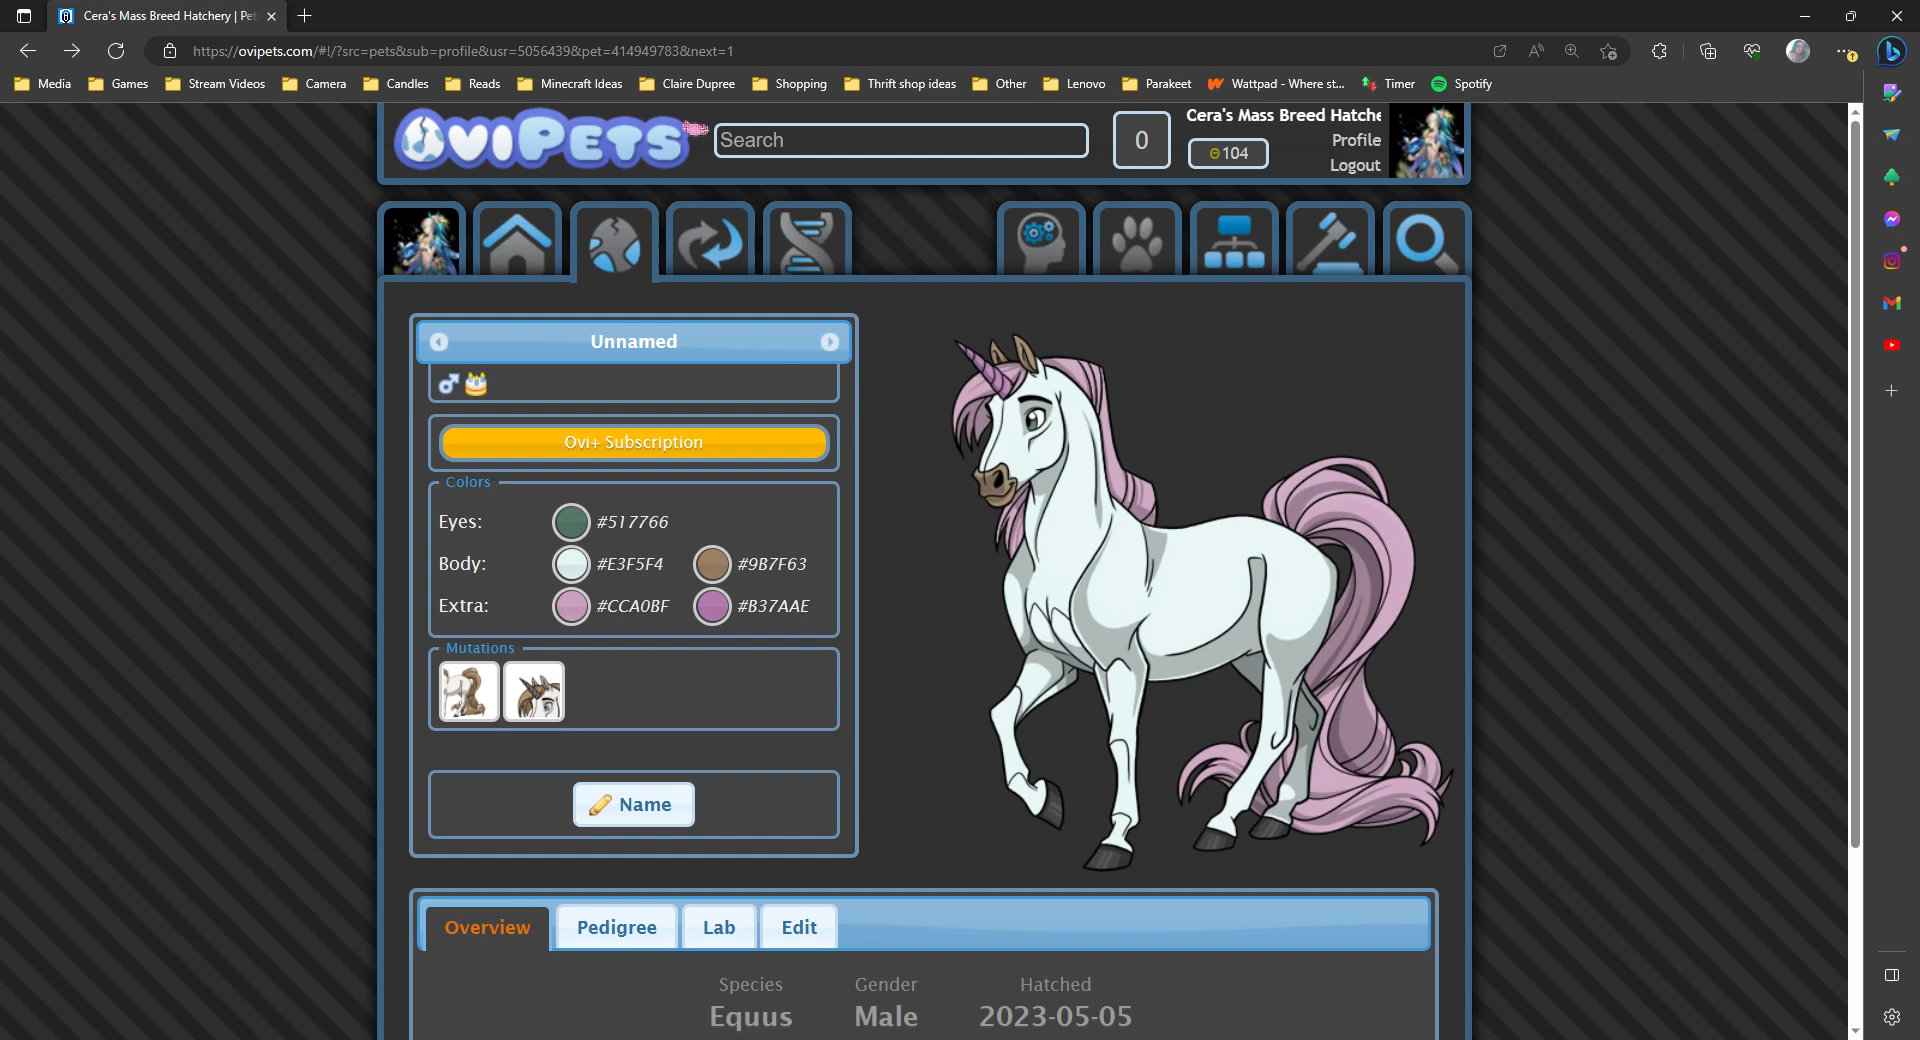 Cera's Mass Breed Hatchery | Pet
https://ovipets.com/#!/?src=pets&sub=profile&usr=5056439&pet=414949783&next=1
Media Games Stream Videos Camera Candles Reads Minecraft Ideas Claire Dupree Shopping Thrift shop ideas Other Lenovo Parakeet Wattpad - Where st... Timer Spotify
OviPets
Search
0
Cera's Mass Breed Hatche
104
Profile
Logout
Unnamed
Ovi+ Subscription
Colors
Eyes: #517766
Body: #E3F5F4 #9B7F63
Extra: #CCA0BF #B37AAE
Mutations
Name
Overview Pedigree Lab Edit
Species Gender Hatched
Equus Male 2023-05-05